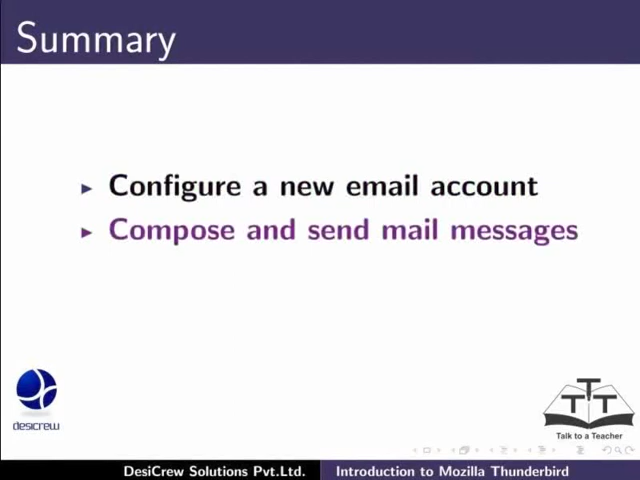 Summary
Configure a new email account
Compose and send mail messages
desicrew
TTT
Talk to a Teacher
DesiCrew Solutions Pvt.Ltd. Introduction to Mozilla Thunderbird